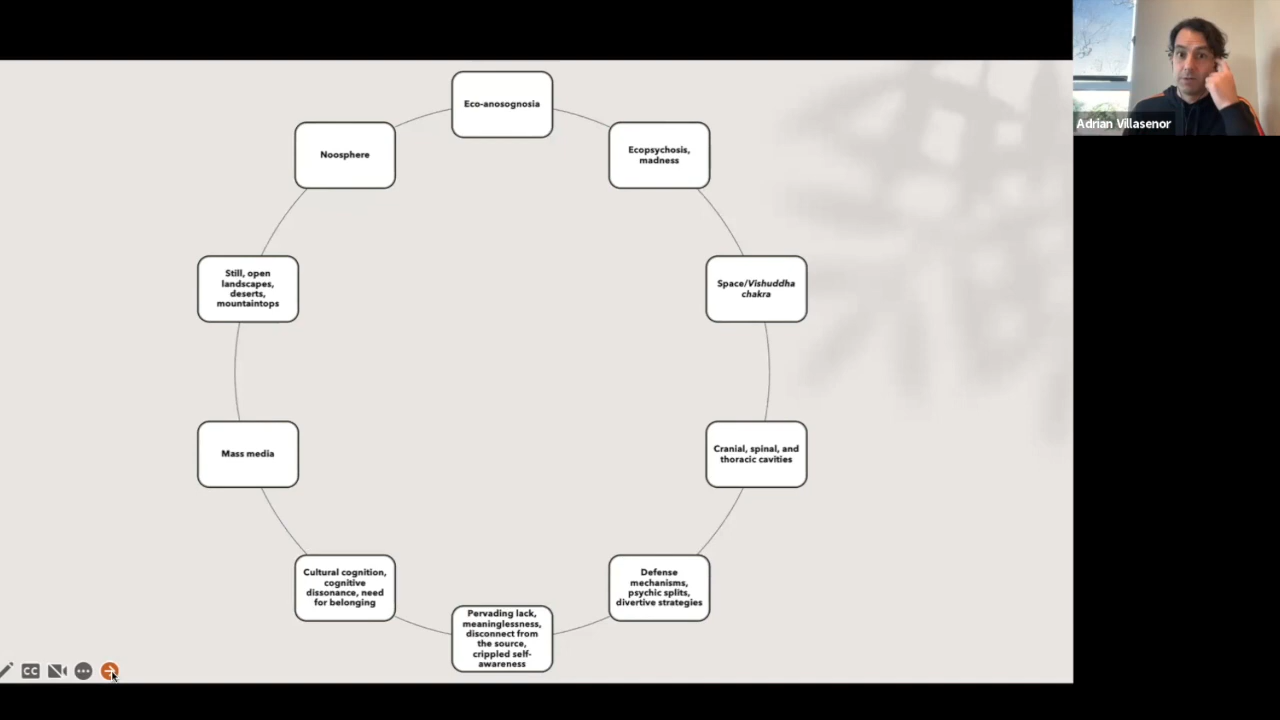 Eco-anosognosia
Ecopsychosis,
madness
Space/Vishuddha
chakra
Cranial, spinal, and
thoracic cavities
Defense
mechanisms,
psychic splits,
divertive strategies
Pervading lack,
meaninglessness,
disconnect from
the source,
crippled self-
awareness
Cultural cognition,
cognitive
dissonance, need
for belonging
Mass media
Still, open
landscapes,
deserts,
mountaintops
Noosphere
Adrian Villasenor
CC